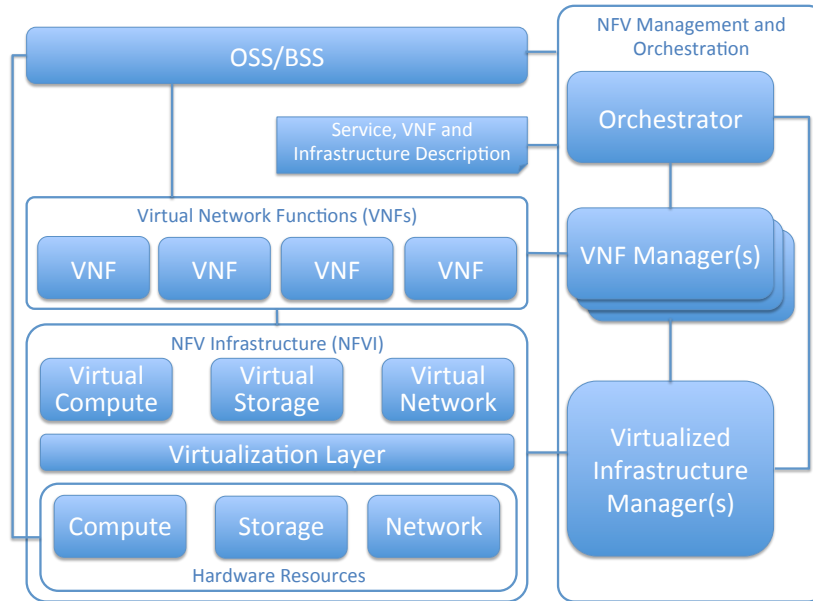 OSS/BSS
Service, VNF and
Infrastructure Description
Virtual Network Functions (VNFs)
VNF
VNF
VNF
VNF
NFV Infrastructure (NFVI)
Virtual
Compute
Virtual
Storage
Virtual
Network
Virtualization Layer
Compute
Storage
Network
Hardware Resources
NFV Management and
Orchestration
Orchestrator
VNF Manager(s)
Virtualized
Infrastructure
Manager(s)